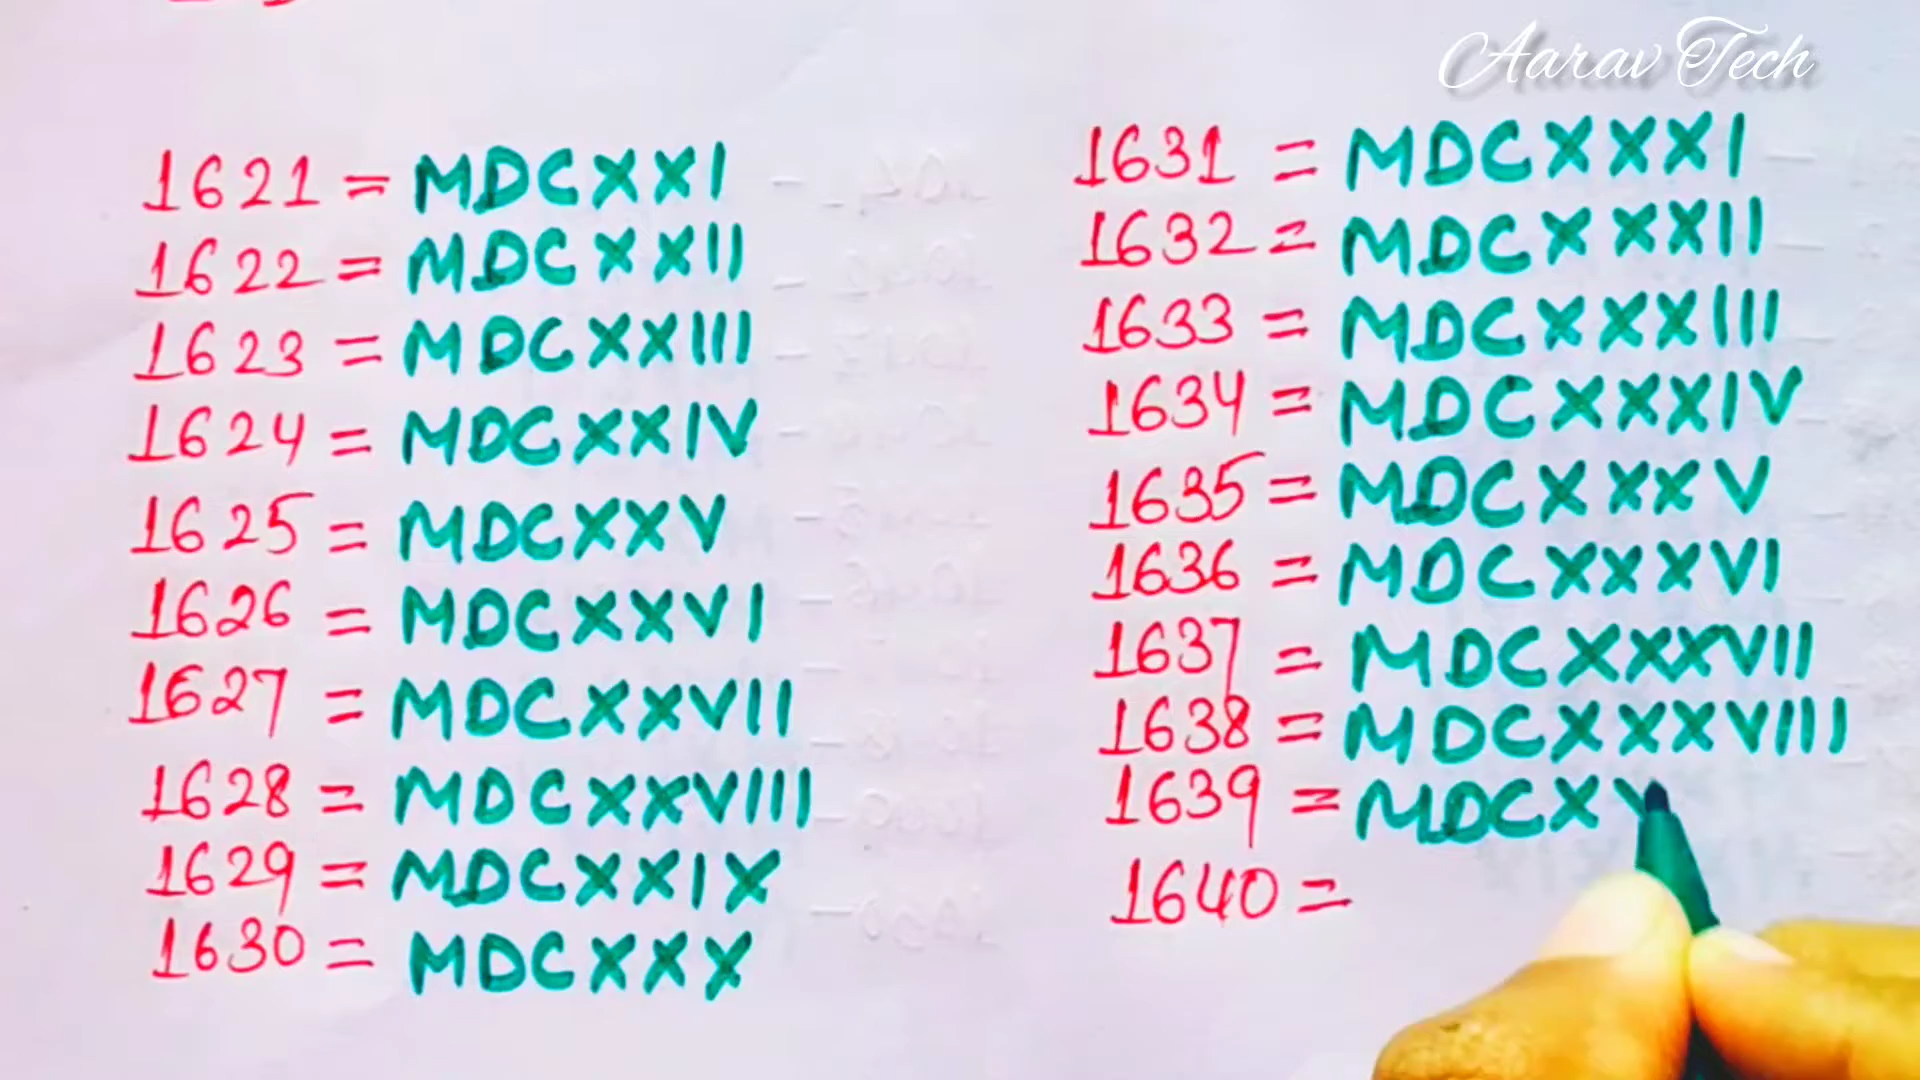 Aarav Tech
1621 = MDCXXI
1622 = MDCXXII
1623 = MDCXXIII
1624 = MDCXXIV
1625 = MDCXXV
1626 = MDCXXVI
1627 = MDCXXVII
1628 = MDCXXVIII
1629 = MDCXXIX
1630 = MDCXXX
1631 = MDCXXXI
1632 = MDCXXXII
1633 = MDCXXXIII
1634 = MDCXXXIV
1635 = MDCXXXV
1636 = MDCXXXVI
1637 = MDCXXXVII
1638 = MDCXXXVIII
1639 = MDCX
1640 =